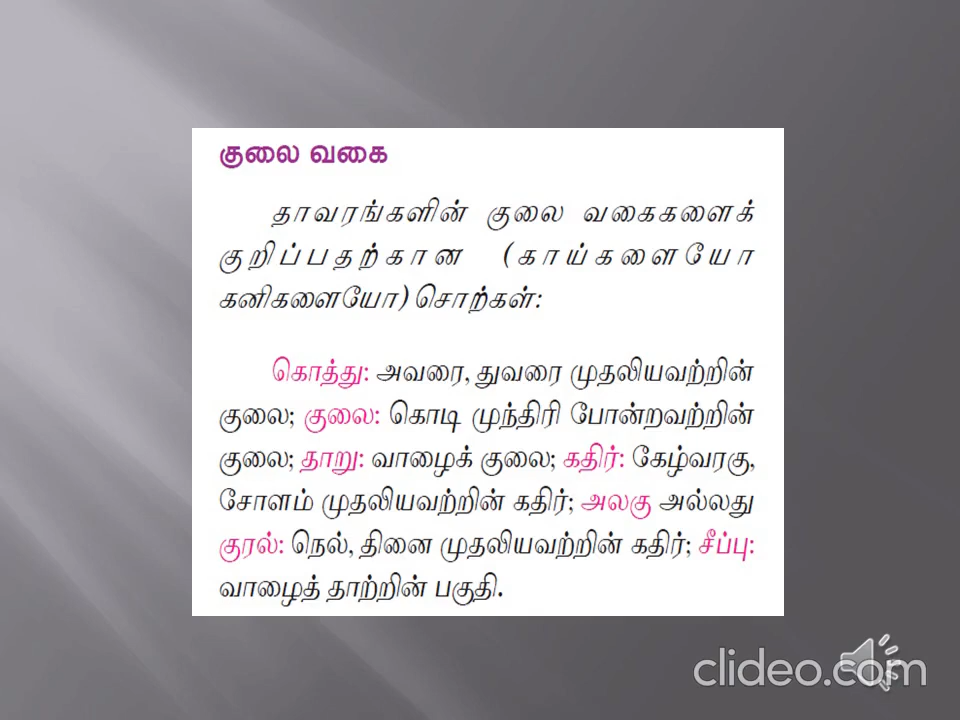 குலை வகை
தாவரங்களின் குலை வகைகளைக்
குறிப்பதற்கான (காய்களையோ
கனிகளையோ) சொற்கள்:
கொத்து: அவரை, துவரை முதலியவற்றின்
குலை; குலை: கொடி முந்திரி போன்றவற்றின்
குலை; தாறு: வாழைக் குலை; கதிர்: கேழ்வரகு,
சோளம் முதலியவற்றின் கதிர்; அலகு அல்லது
குரல்: நெல், தினை முதலியவற்றின் கதிர்; சீப்பு:
வாழைத் தாற்றின் பகுதி.
clideo.com